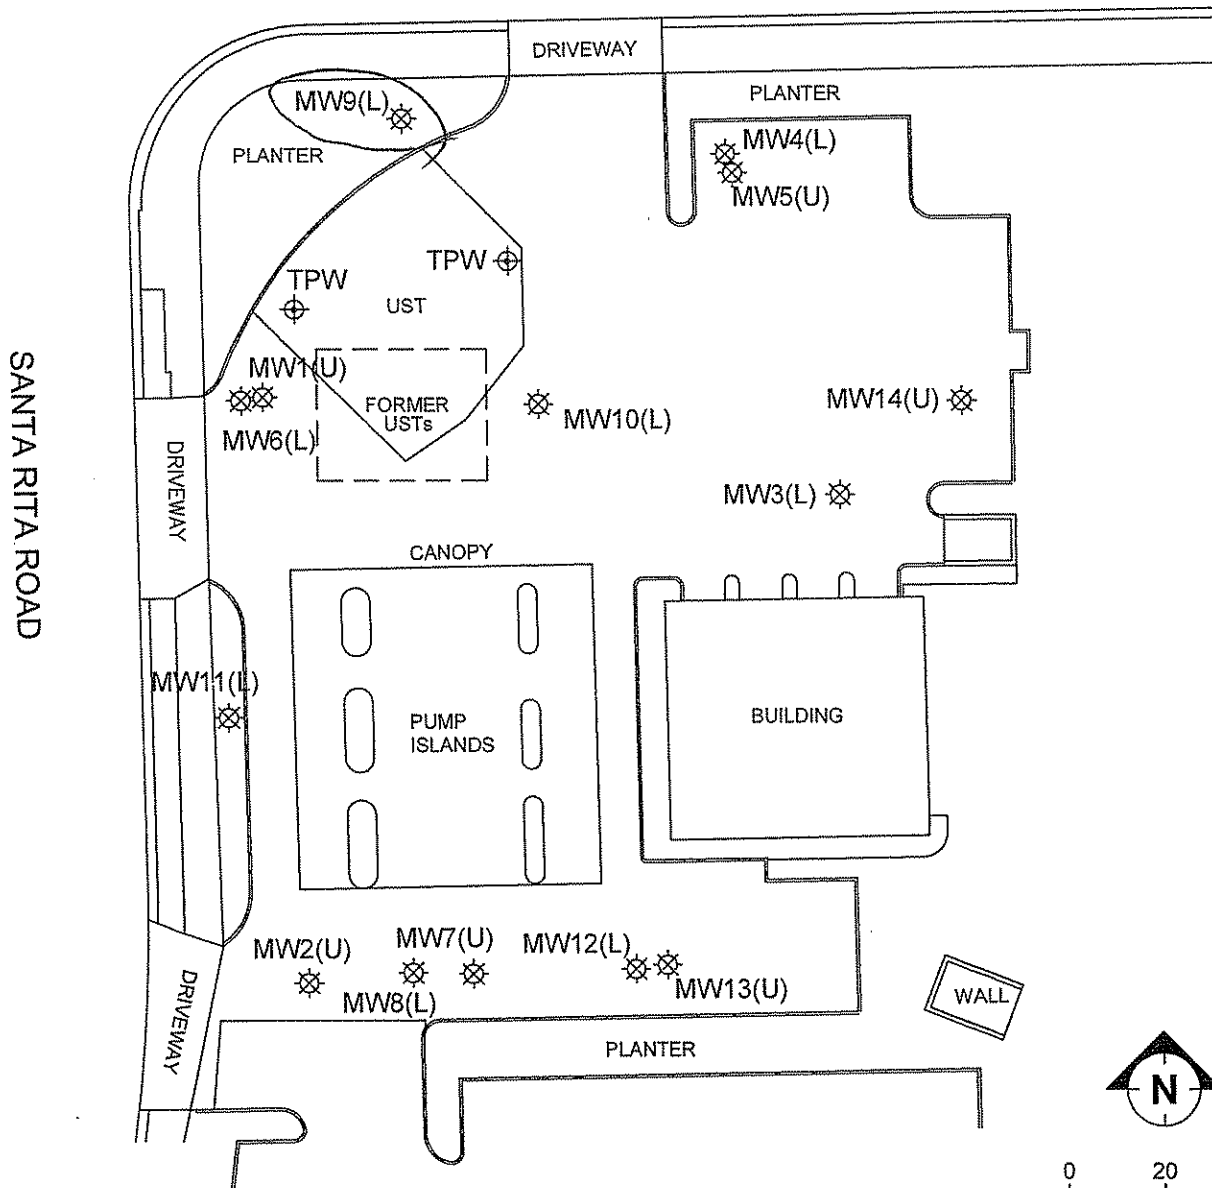 DRIVEWAY
PLANTER
MW9(L)
MW4(L)
PLANTER
MW5(U)
TPW
TPW
UST
SANTA RITA ROAD
MW1(U)
FORMER
USTs
MW10(L)
MW14(U)
MW6(L)
DRIVEWAY
MW3(L)
CANOPY
MW11(L)
PUMP
ISLANDS
BUILDING
MW2(U)
MW7(U)
MW12(L)
MW8(L)
MW13(U)
WALL
DRIVEWAY
PLANTER
N
0 20